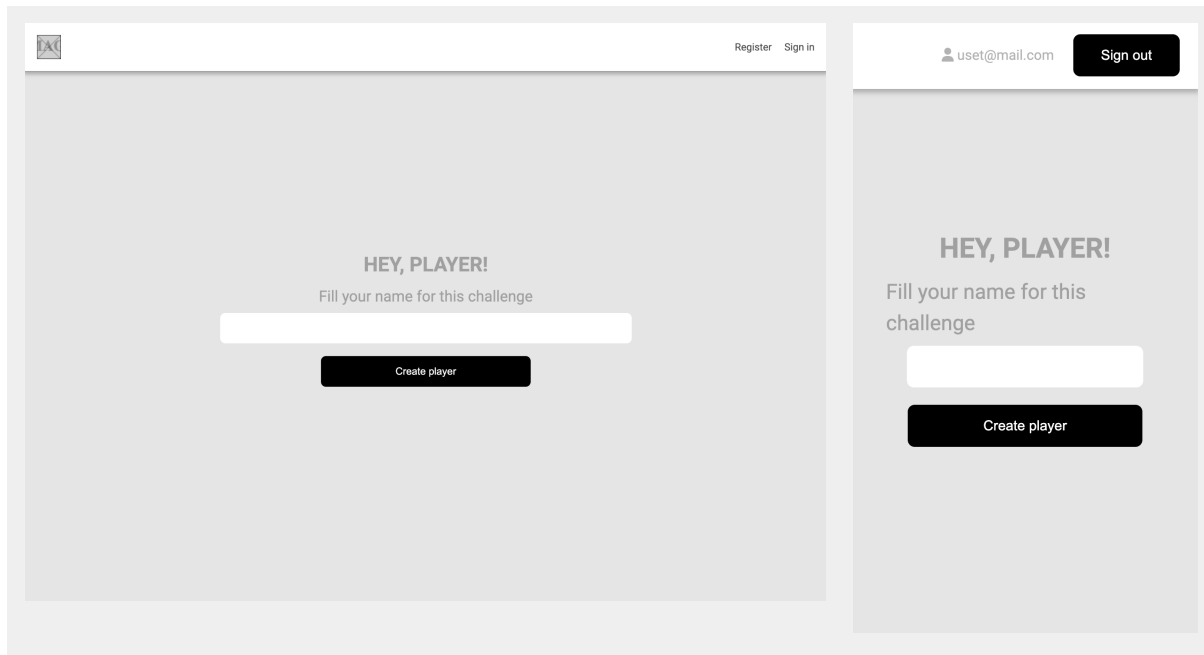 Register Sign in
HEY, PLAYER!
Fill your name for this challenge
Create player
uset@mail.com Sign out
HEY, PLAYER!
Fill your name for this
challenge
Create player